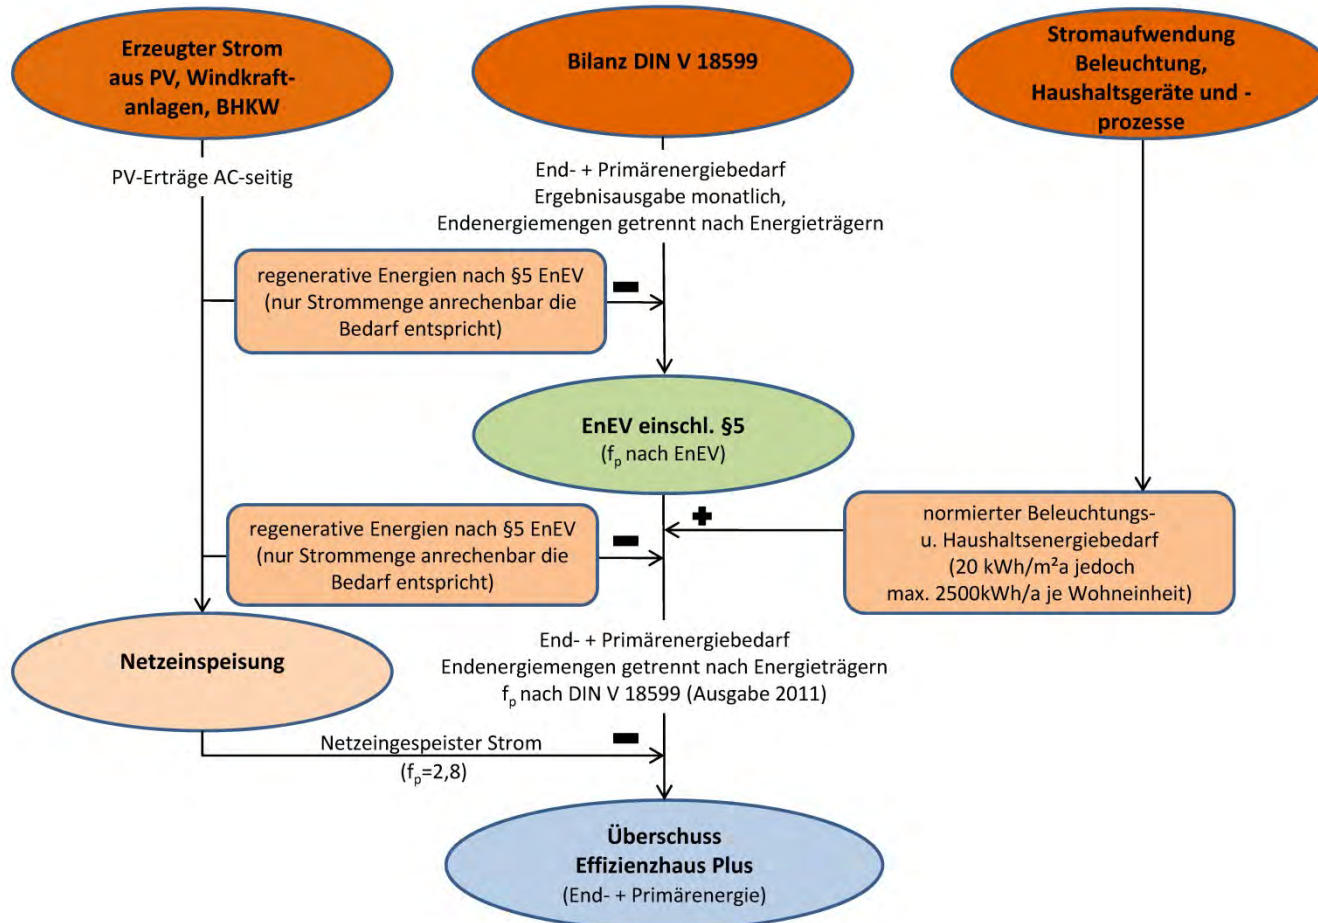 Erzeugter Strom
aus PV, Windkraft-
anlagen, BHKW
Bilanz DIN V 18599
Stromaufwendung
Beleuchtung,
Haushaltsgeräte und -
prozesse
PV-Erträge AC-seitig
End- + Primärenergiebedarf
Ergebnisausgabe monatlich,
Endenergiemengen getrennt nach Energieträgern
regenerative Energien nach §5 EnEV
(nur Strommenge anrechenbar die
Bedarf entspricht)
EnEV einschl. §5
(fp nach EnEV)
regenerative Energien nach §5 EnEV
(nur Strommenge anrechenbar die
Bedarf entspricht)
normierter Beleuchtungs-
u. Haushaltsenergiebedarf
(20 kWh/m²a jedoch
max. 2500kWh/a je Wohneinheit)
Netzeinspeisung
End- + Primärenergiebedarf
Endenergiemengen getrennt nach Energieträgern
fp nach DIN V 18599 (Ausgabe 2011)
Netzeingespeister Strom
(fp=2,8)
Überschuss
Effizienzhaus Plus
(End- + Primärenergie)